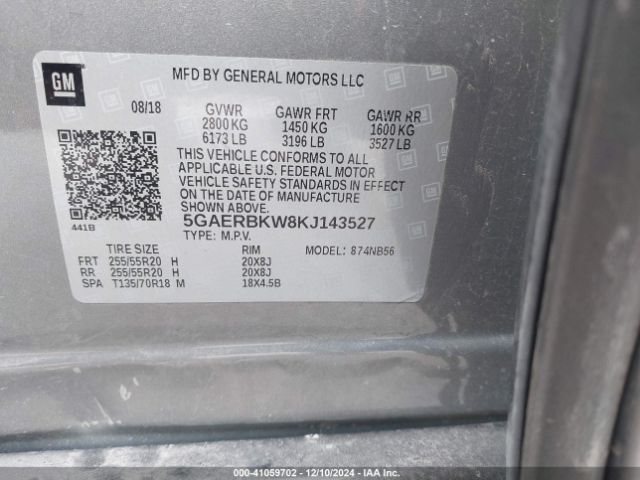 GM
MFD BY GENERAL MOTORS LLC
08/18 GVWR GAWR FRT GAWR RR
2800 KG 1450 KG 1600 KG
6173 LB 3196 LB 3527 LB
THIS VEHICLE CONFORMS TO ALL
APPLICABLE U.S. FEDERAL MOTOR
VEHICLE SAFETY STANDARDS IN EFFECT
ON THE DATE OF MANUFACTURE
SHOWN ABOVE.
441B
5GAERBKW8KJ143527
TYPE: M.P.V.
TIRE SIZE RIM MODEL: 874NB56
FRT 255/55R20 H 20X8J
RR 255/55R20 H 20X8J
SPA T135/70R18 M 18X4.5B
000-41059702 — 12/10/2024 — IAA Inc.